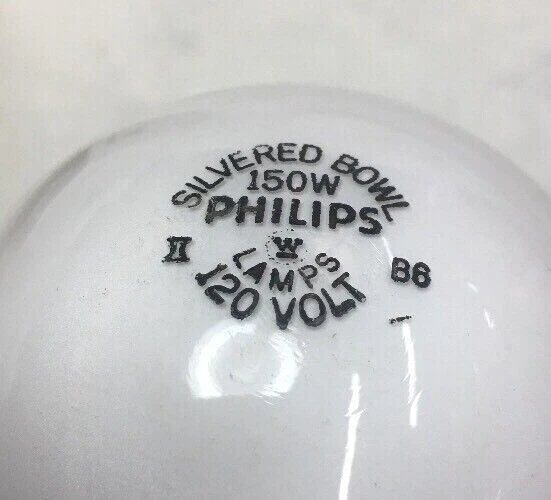 SILVERED BOWL
150W
PHILIPS
W
LAMPS
120 VOLT
II
B6